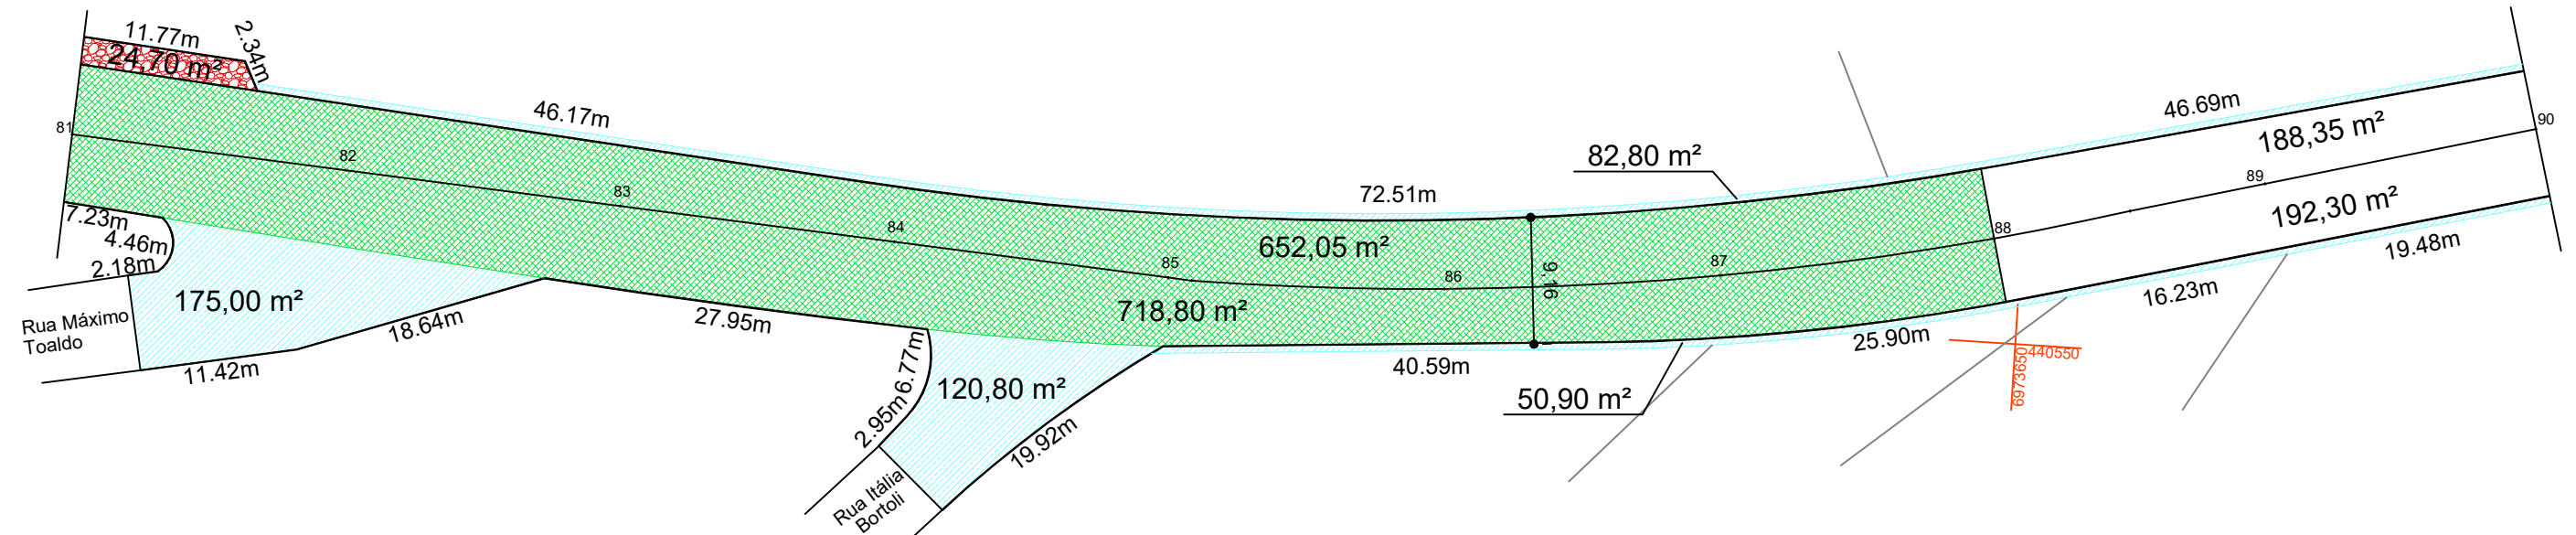 11.77m
2.34m
24,70 m²
46.17m
81
82
83
84
85
86
87
88
89
90
72.51m
82,80 m²
46.69m
188,35 m²
192,30 m²
652,05 m²
718,80 m²
9,16
7.23m
4.46m
2.18m
175,00 m²
Rua Máximo
Toaldo
11.42m
18.64m
27.95m
6.77m
2.95m
120,80 m²
19.92m
Rua Itália
Bortoli
40.59m
50,90 m²
25.90m
16.23m
19.48m
440550
6973650